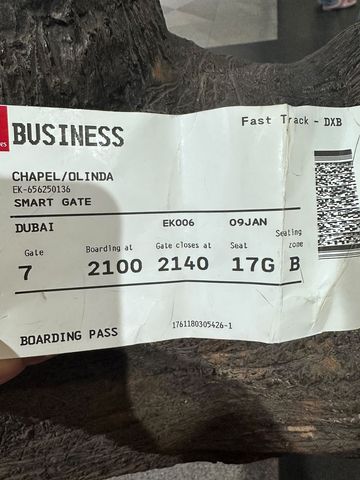 Fast Track - DXB
BUSINESS
CHAPEL/OLINDA
EK-656250136
SMART GATE
DUBAI EK006 09JAN
Gate Boarding at Gate closes at Seat Seating zone
7 2100 2140 17G B
BOARDING PASS 1761180305426-1